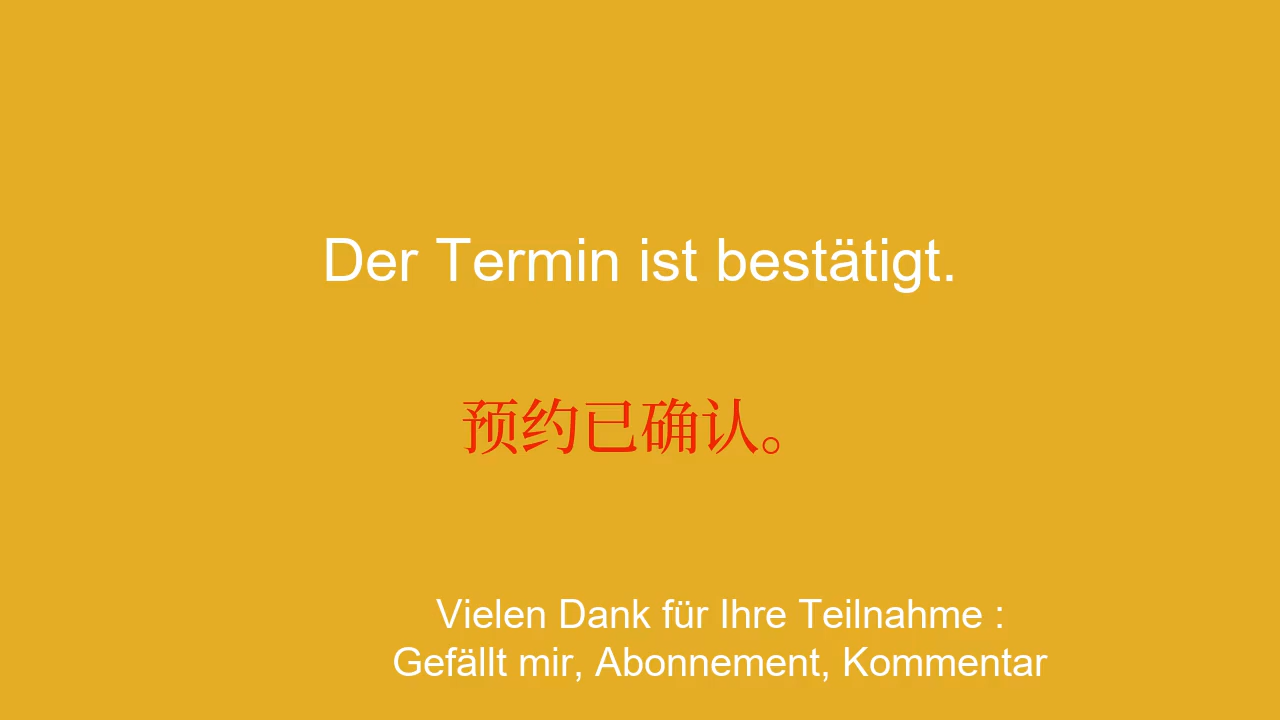 Der Termin ist bestätigt.
预约已确认。
Vielen Dank für Ihre Teilnahme :
Gefällt mir, Abonnement, Kommentar